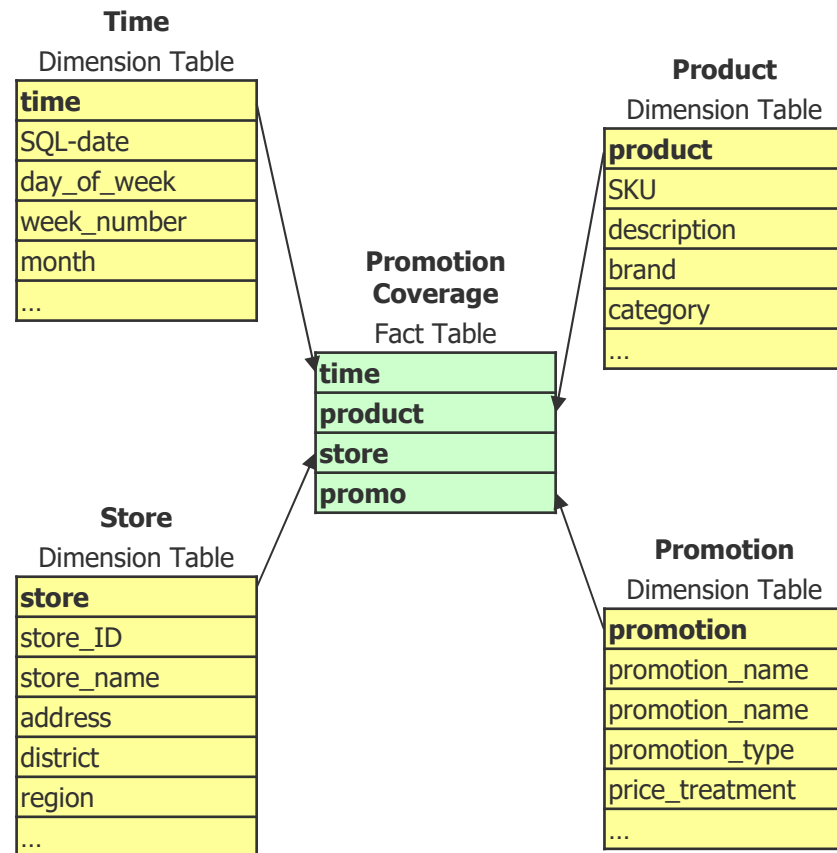 Time
Dimension Table
time
SQL-date
day_of_week
week_number
month
...
Product
Dimension Table
product
SKU
description
brand
category
...
Promotion
Coverage
Fact Table
time
product
store
promo
Store
Dimension Table
store
store_ID
store_name
address
district
region
...
Promotion
Dimension Table
promotion
promotion_name
promotion_name
promotion_type
price_treatment
...